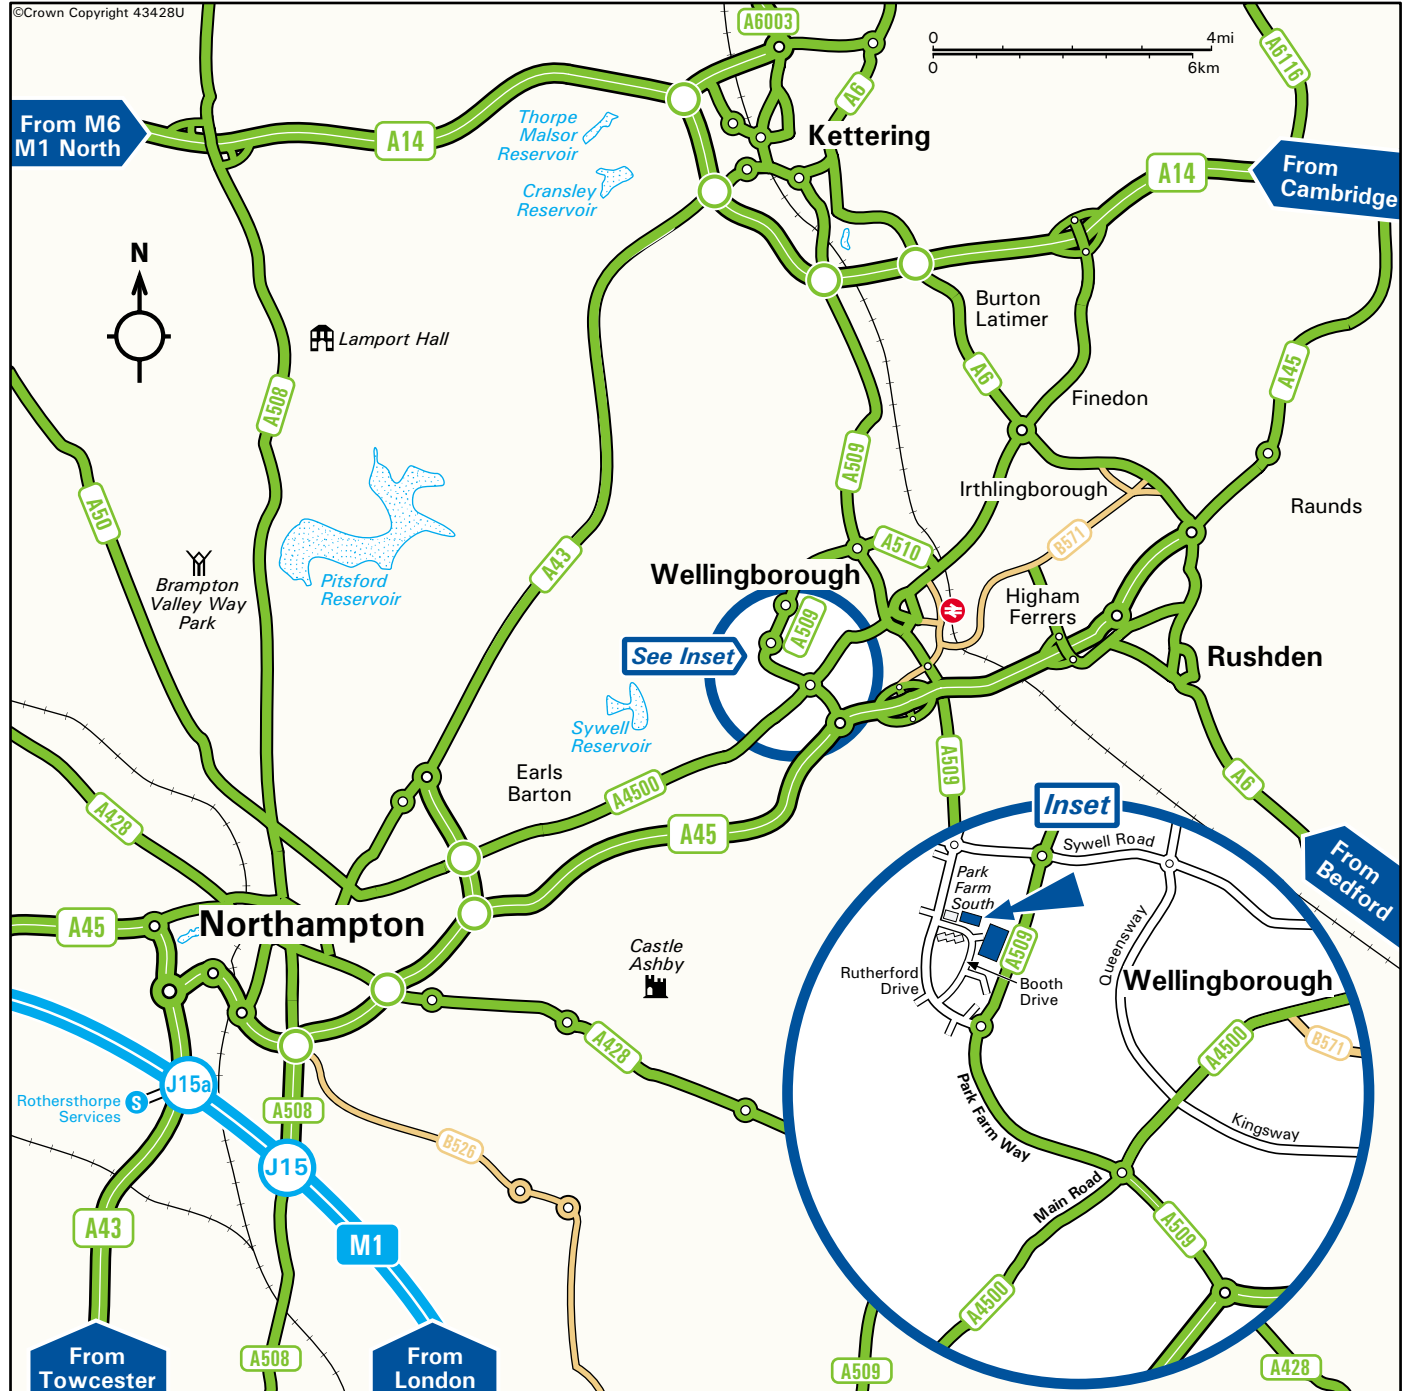 ©Crown Copyright 43428U
A6003
0
4mi
0
6km
A6116
A6
From M6
M1 North
A14
Thorpe
Malsor
Reservoir
Kettering
A14
From
Cambridge
Cransley
Reservoir
N
Burton
Latimer
Lamport Hall
A508
A6
A45
Finedon
A509
A50
Irthlingborough
Raunds
A510
B571
A43
Wellingborough
Brampton
Valley Way
Park
Pitsford
Reservoir
Higham
Ferrers
A509
See Inset
Rushden
Sywell
Reservoir
A509
Earls
Barton
A4500
A6
A428
A45
Inset
Sywell Road
From
Bedford
Park
Farm
South
A45
Northampton
Castle
Ashby
A509
Queensway
Rutherford
Drive
Booth
Drive
Wellingborough
A428
A4500
B571
J15a
Rothersthorpe
Services
S
A508
Park Farm Way
Kingsway
B526
J15
Main Road
A43
M1
A509
A4500
From
Towcester
A508
From
London
A509
A428